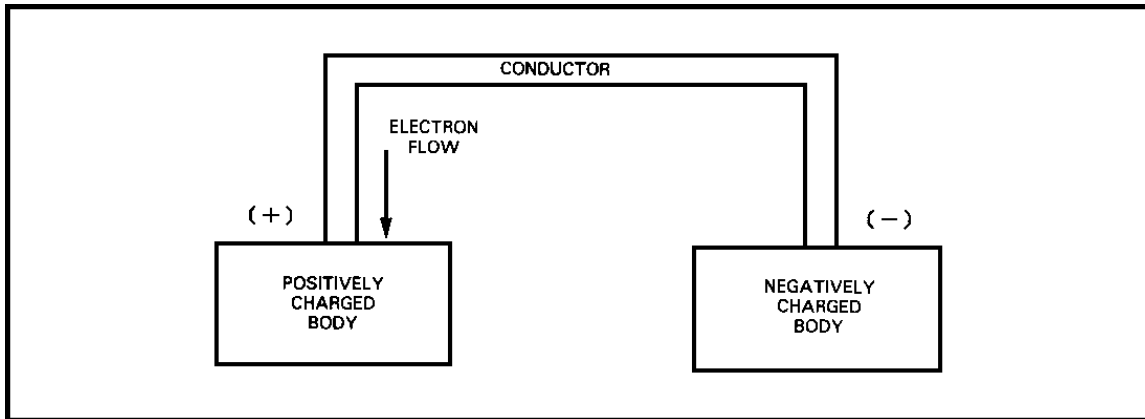 CONDUCTOR
ELECTRON
FLOW
(+)
(−)
POSITIVELY
CHARGED
BODY
NEGATIVELY
CHARGED
BODY